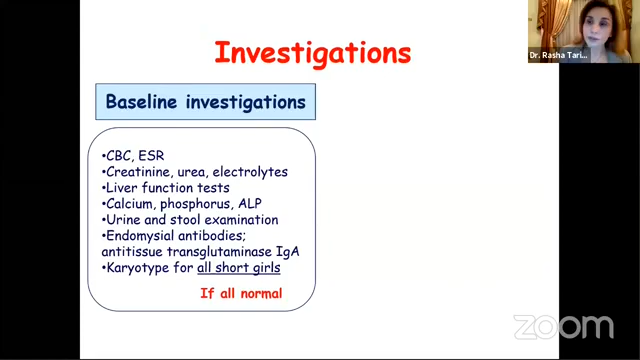 Investigations
Dr. Rasha Tari...
Baseline investigations
•CBC, ESR
•Creatinine, urea, electrolytes
•Liver function tests
•Calcium, phosphorus, ALP
•Urine and stool examination
•Endomysial antibodies;
antitissue transglutaminase IgA
•Karyotype for all short girls
If all normal
zoom